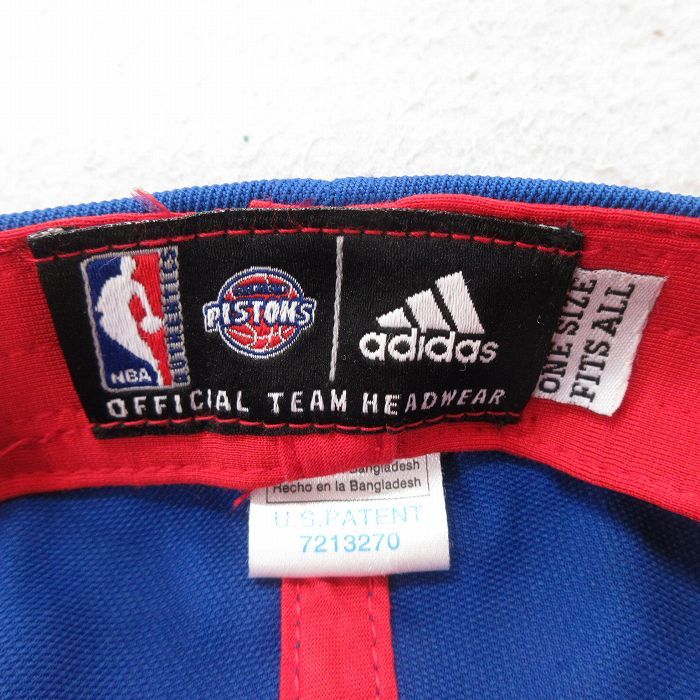 NBA
AUTHENTICS
PISTONS
adidas
OFFICIAL TEAM HEADWEAR
ONE SIZE
FITS ALL
Bangladesh
Hecho en la Bangladesh
U.S. PATENT
7213270